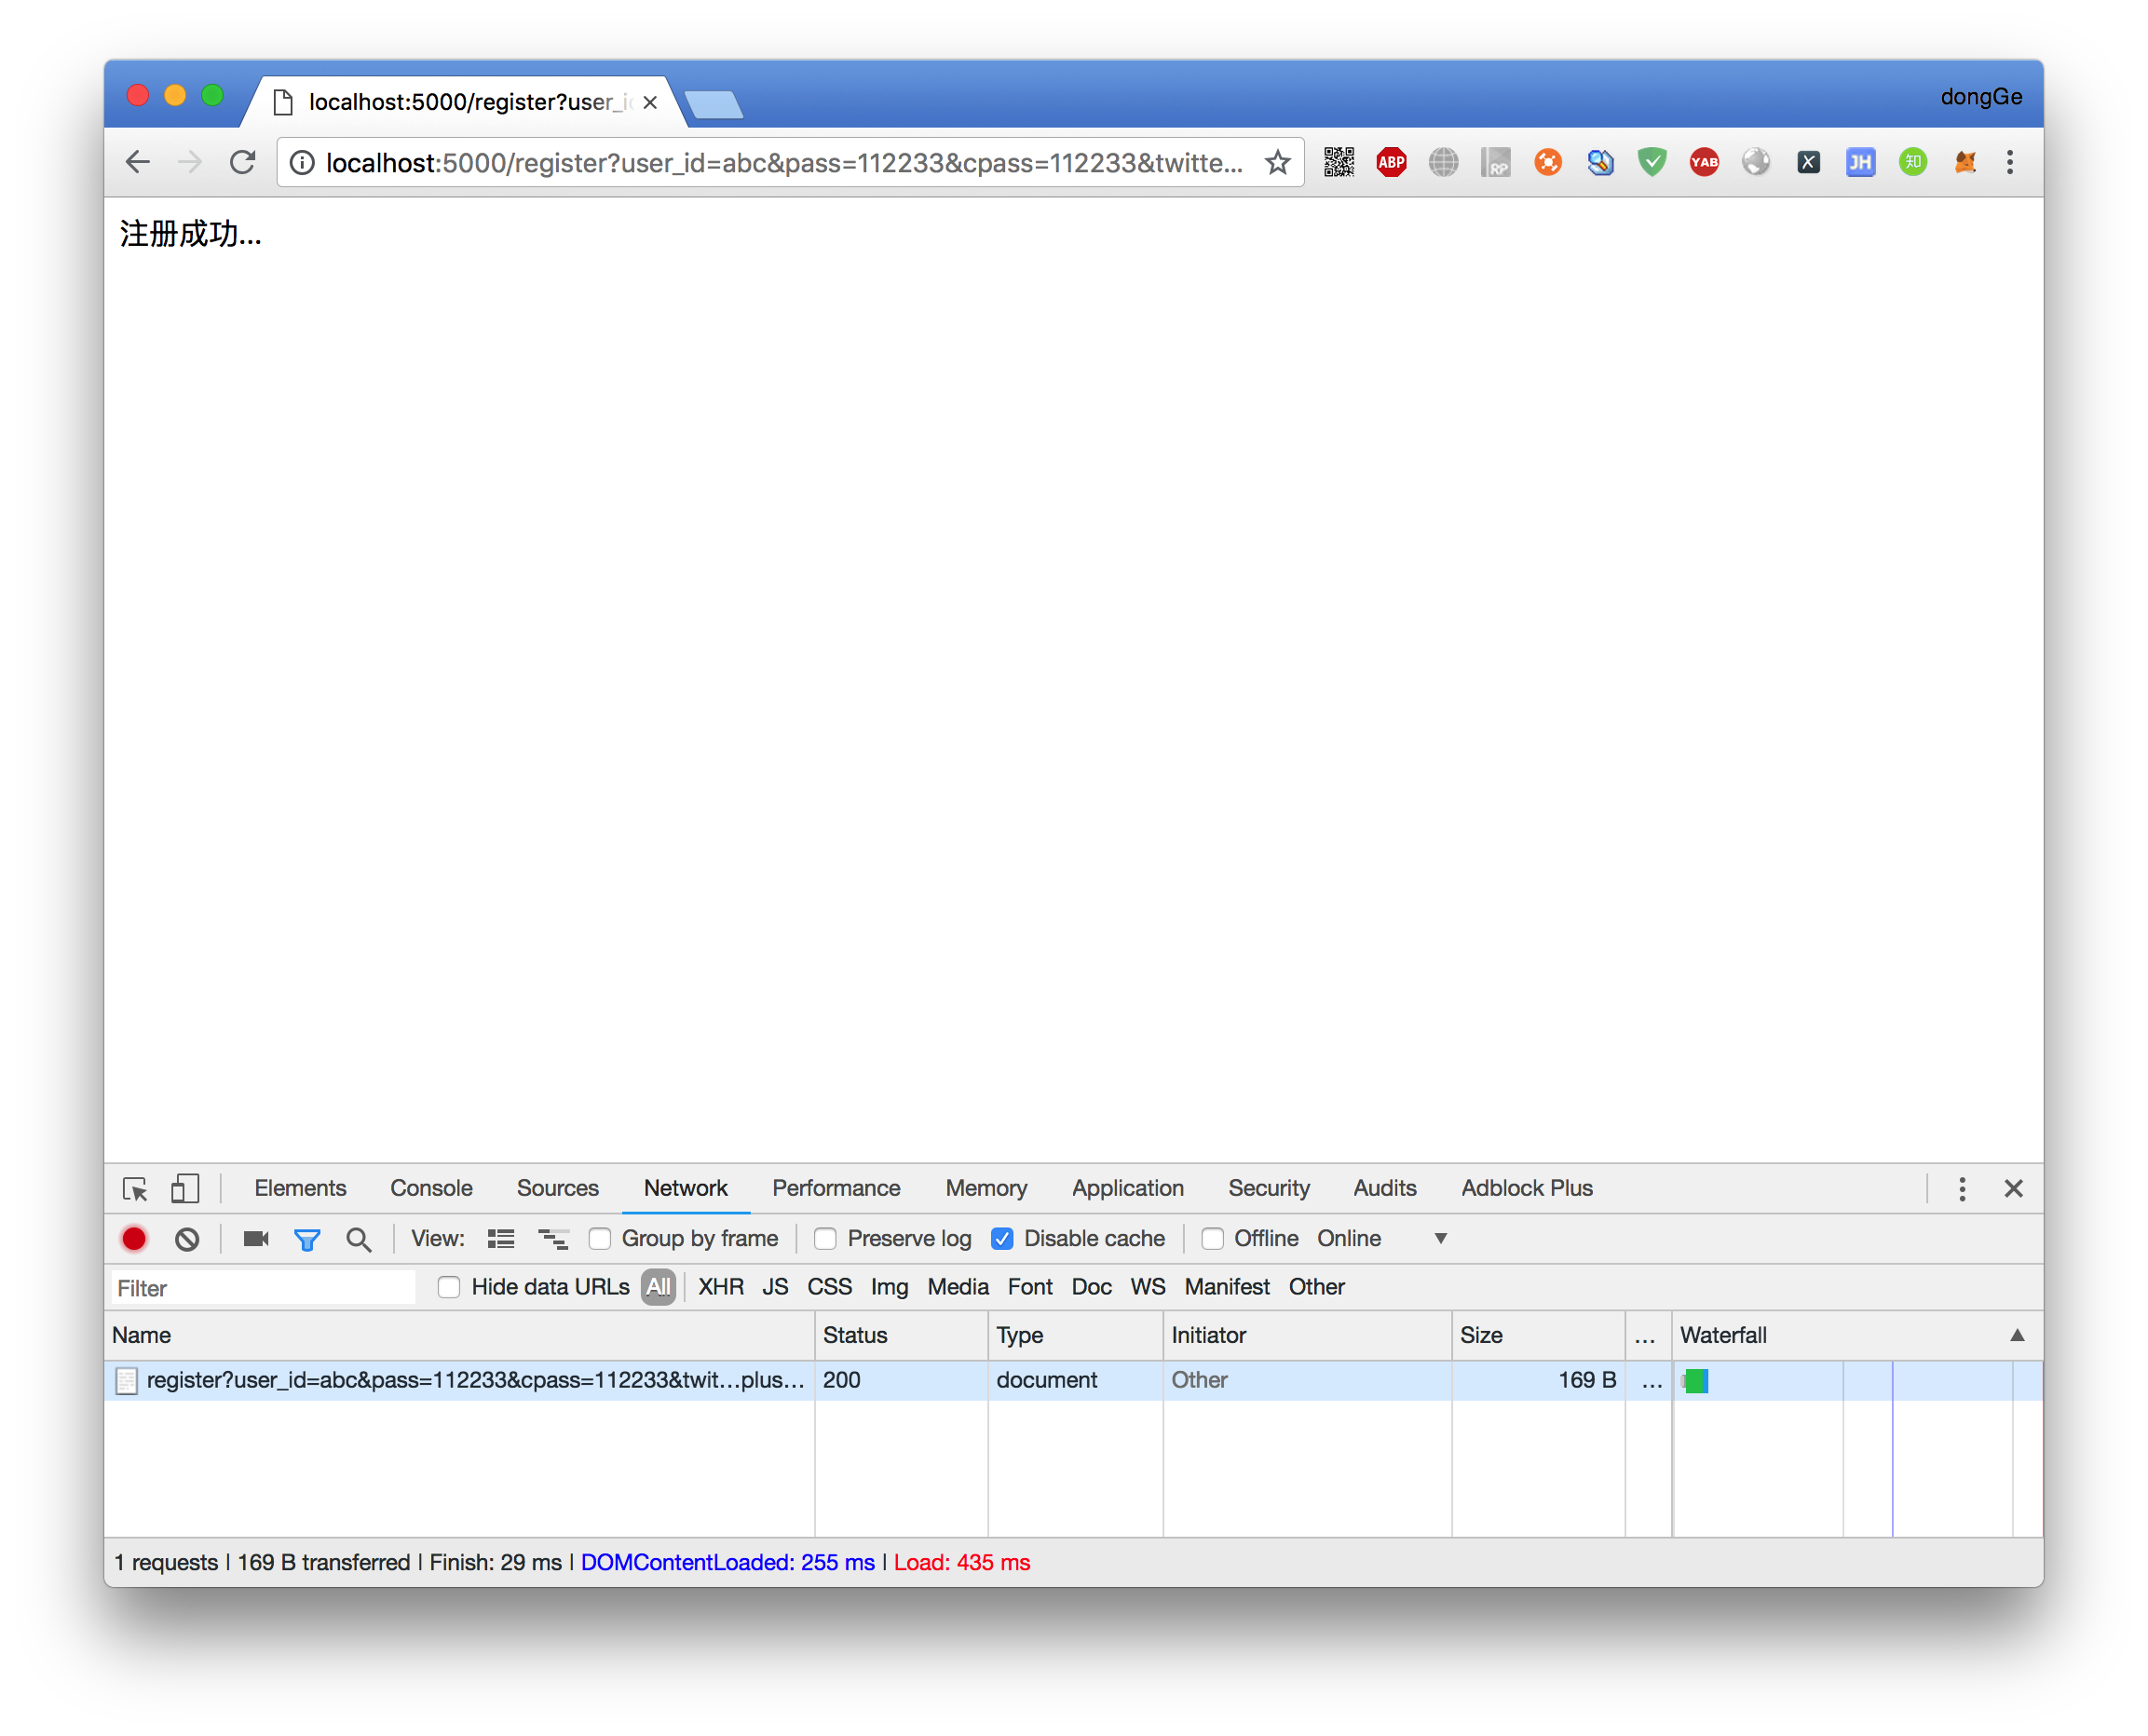 localhost:5000/register?user_i
dongGe
localhost:5000/register?user_id=abc&pass=112233&cpass=112233&twitte...
ABP RP YAB X JH 知
注册成功...
Elements Console Sources Network Performance Memory Application Security Audits Adblock Plus
View: Group by frame Preserve log Disable cache Offline Online
Filter Hide data URLs All XHR JS CSS Img Media Font Doc WS Manifest Other
Name Status Type Initiator Size ... Waterfall
register?user_id=abc&pass=112233&cpass=112233&twit...plus... 200 document Other 169 B ...
1 requests | 169 B transferred | Finish: 29 ms | DOMContentLoaded: 255 ms | Load: 435 ms